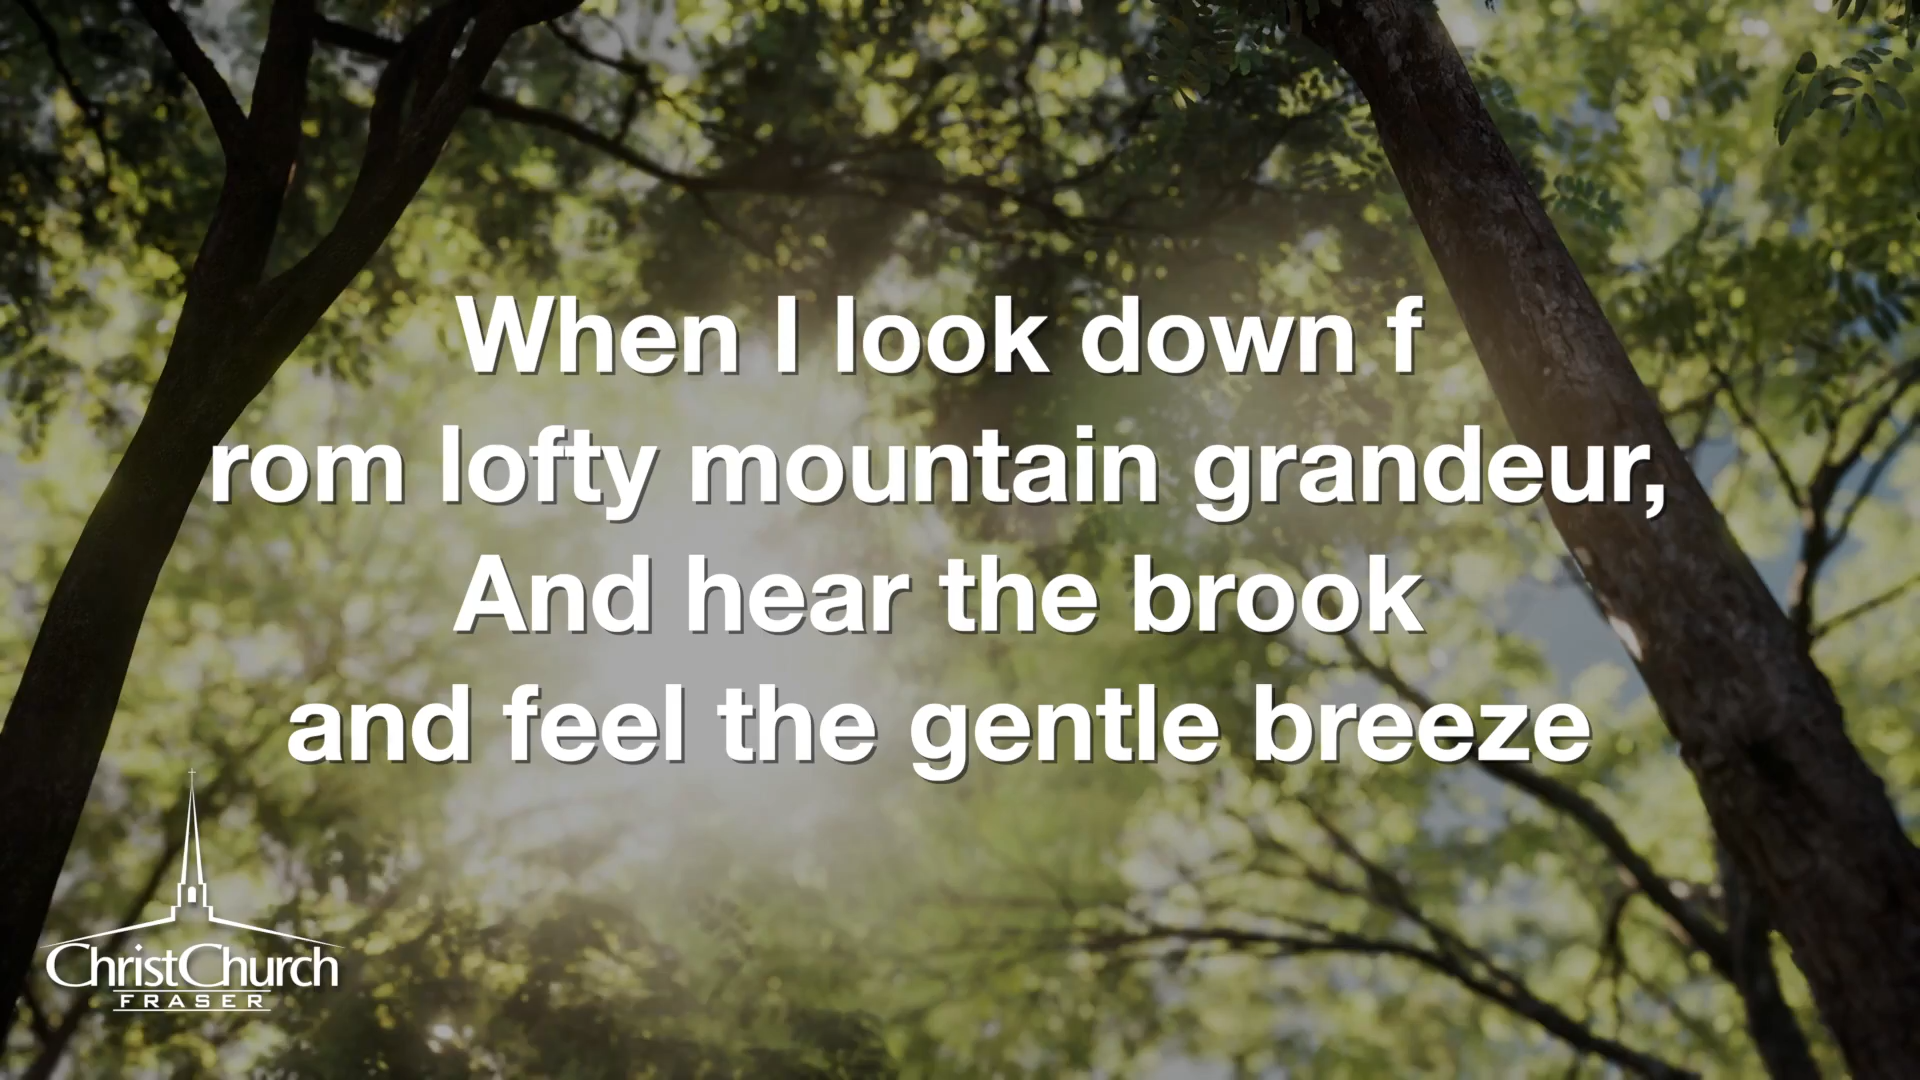 When I look down f
rom lofty mountain grandeur,
And hear the brook
and feel the gentle breeze
ChristChurch
FRASER